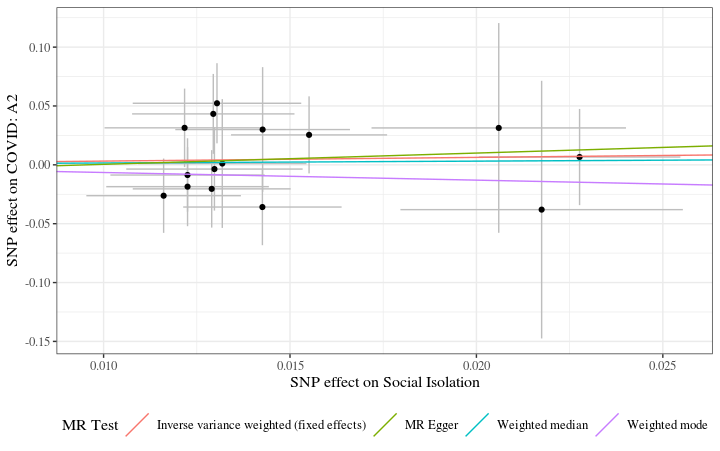 SNP effect on COVID: A2
0.10
0.05
0.00
-0.05
-0.10
-0.15
0.010 0.015 0.020 0.025
SNP effect on Social Isolation
MR Test Inverse variance weighted (fixed effects) MR Egger Weighted median Weighted mode